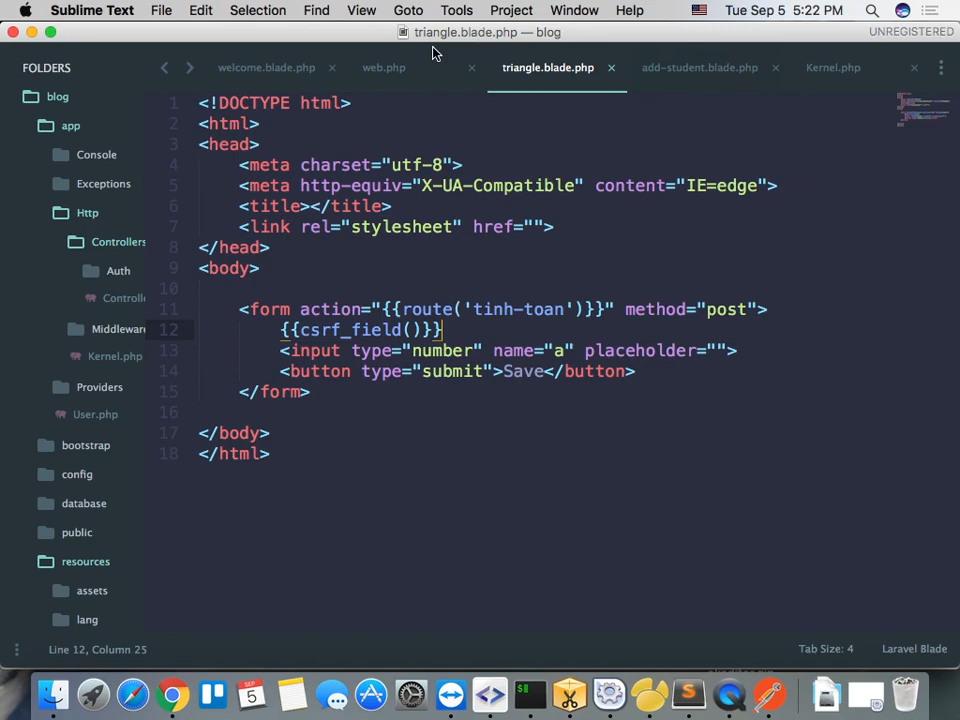 Sublime Text File Edit Selection Find View Goto Tools Project Window Help Tue Sep 5 5:22 PM
triangle.blade.php — blog UNREGISTERED
FOLDERS
welcome.blade.php × web.php × triangle.blade.php × add-student.blade.php × Kernel.php ×
blog
app
Console
Exceptions
Http
Controllers
Auth
Controlle
Middleware
Kernel.php
Providers
User.php
bootstrap
config
database
public
resources
assets
lang
1 <!DOCTYPE html>
2 <html>
3 <head>
4 <meta charset="utf-8">
5 <meta http-equiv="X-UA-Compatible" content="IE=edge">
6 <title></title>
7 <link rel="stylesheet" href="">
8 </head>
9 <body>
10
11 <form action="{{route('tinh-toan')}}" method="post">
12 {{csrf_field()}}
13 <input type="number" name="a" placeholder="">
14 <button type="submit">Save</button>
15 </form>
16
17 </body>
18 </html>
Line 12, Column 25 Tab Size: 4 Laravel Blade
SEP
5